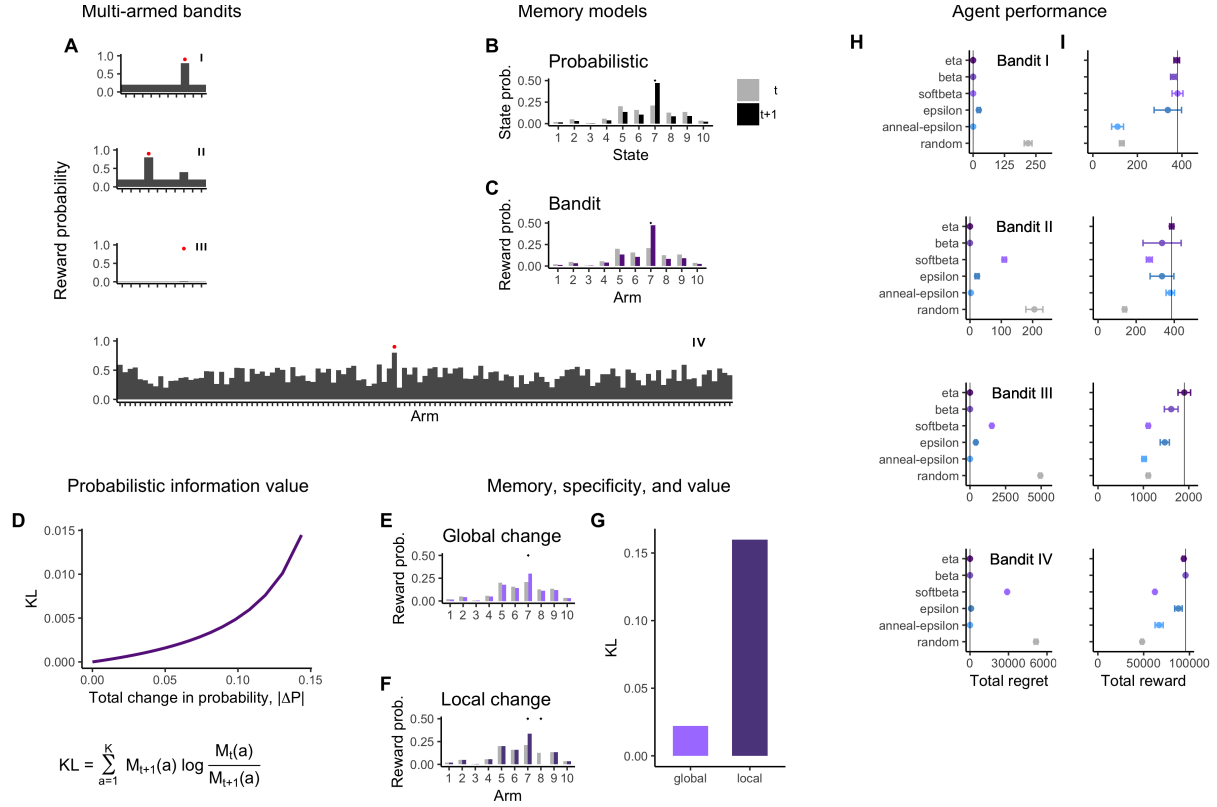 Multi-armed bandits
Memory models
Agent performance
A
I
1.0
0.5
0.0
II
1.0
0.5
0.0
III
1.0
0.5
0.0
Reward probability
IV
1.0
0.5
0.0
Arm
B
Probabilistic
State prob.
0.50
0.25
0.00
1 2 3 4 5 6 7 8 9 10
State
t
t+1
C
Bandit
Reward prob.
0.50
0.25
0.00
1 2 3 4 5 6 7 8 9 10
Arm
H
I
eta
beta
softbeta
epsilon
anneal-epsilon
random
Bandit I
0 125 250
0 200 400
eta
beta
softbeta
epsilon
anneal-epsilon
random
Bandit II
0 100 200
0 200 400
eta
beta
softbeta
epsilon
anneal-epsilon
random
Bandit III
0 2500 5000
0 1000 2000
eta
beta
softbeta
epsilon
anneal-epsilon
random
Bandit IV
0 30000 6000
0 50000 100000
Total regret
Total reward
Probabilistic information value
Memory, specificity, and value
D
KL
0.015
0.010
0.005
0.000
0.00 0.05 0.10 0.15
Total change in probability, |ΔP|
KL = K ∑ a=1 Mt+1(a) log Mt(a) / Mt+1(a)
E
Global change
Reward prob.
0.50
0.25
0.00
1 2 3 4 5 6 7 8 9 10
F
Local change
Reward prob.
0.50
0.25
0.00
1 2 3 4 5 6 7 8 9 10
Arm
G
KL
0.15
0.10
0.05
0.00
global local